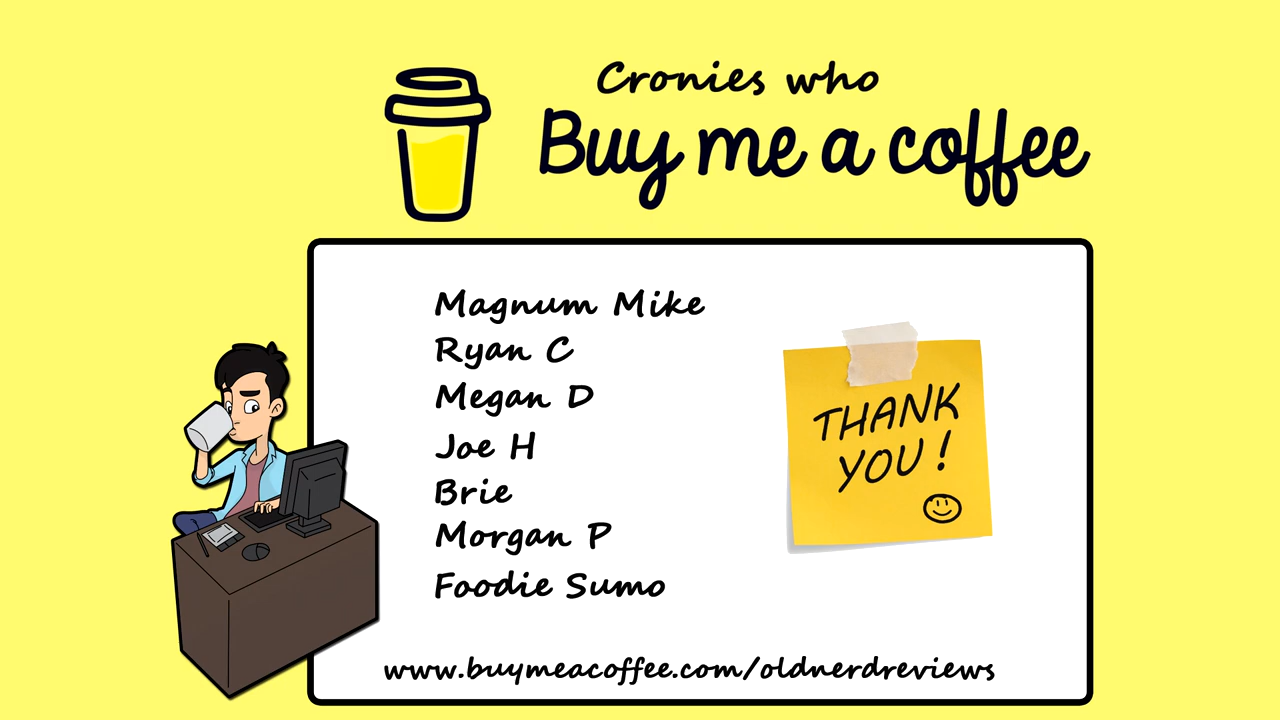 Cronies who
Buy me a coffee
Magnum Mike
Ryan C
Megan D
Joe H
Brie
Morgan P
Foodie Sumo
THANK
YOU!
www.buymeacoffee.com/oldnerdreviews